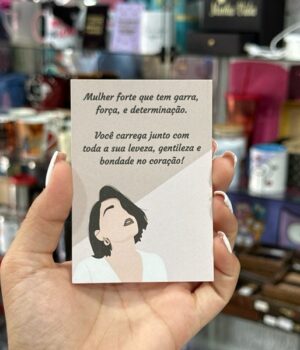 Mulher forte que tem garra,
força, e determinação.
Você carrega junto com
toda a sua leveza, gentileza e
bondade no coração!